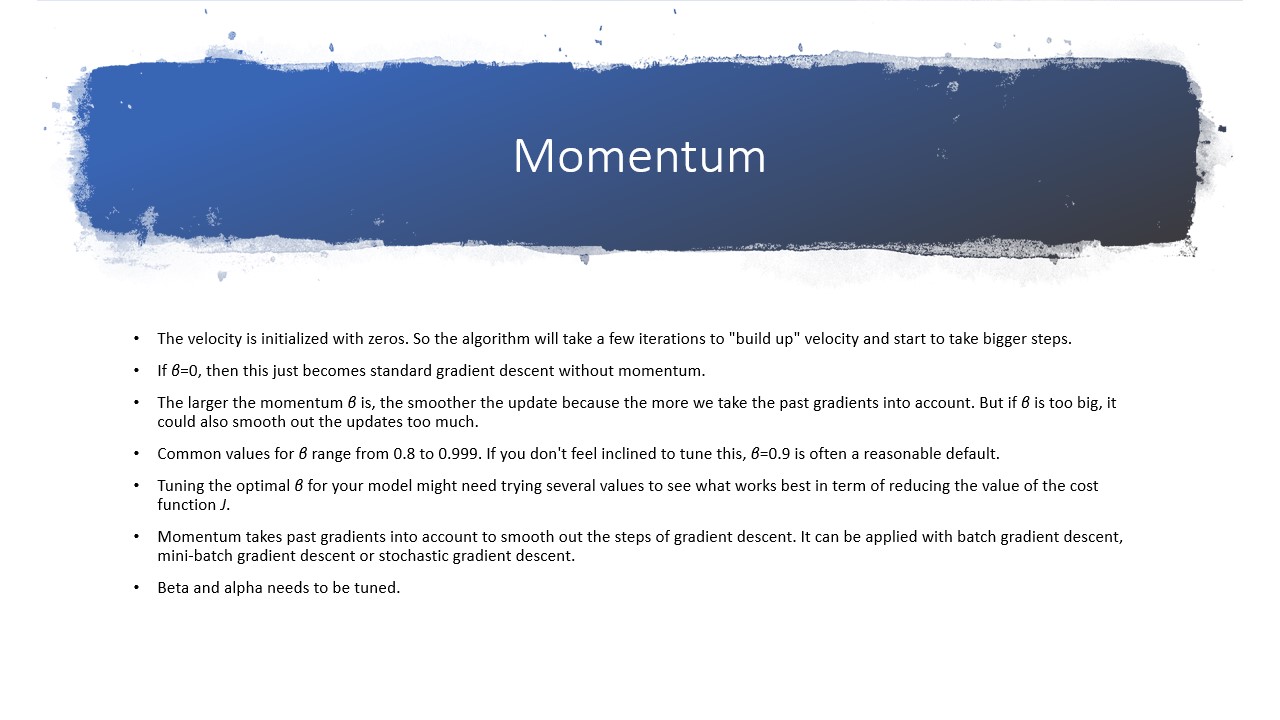 Momentum
• The velocity is initialized with zeros. So the algorithm will take a few iterations to "build up" velocity and start to take bigger steps.
• If β=0, then this just becomes standard gradient descent without momentum.
• The larger the momentum β is, the smoother the update because the more we take the past gradients into account. But if β is too big, it
could also smooth out the updates too much.
• Common values for β range from 0.8 to 0.999. If you don't feel inclined to tune this, β=0.9 is often a reasonable default.
• Tuning the optimal β for your model might need trying several values to see what works best in term of reducing the value of the cost
function J.
• Momentum takes past gradients into account to smooth out the steps of gradient descent. It can be applied with batch gradient descent,
mini-batch gradient descent or stochastic gradient descent.
• Beta and alpha needs to be tuned.